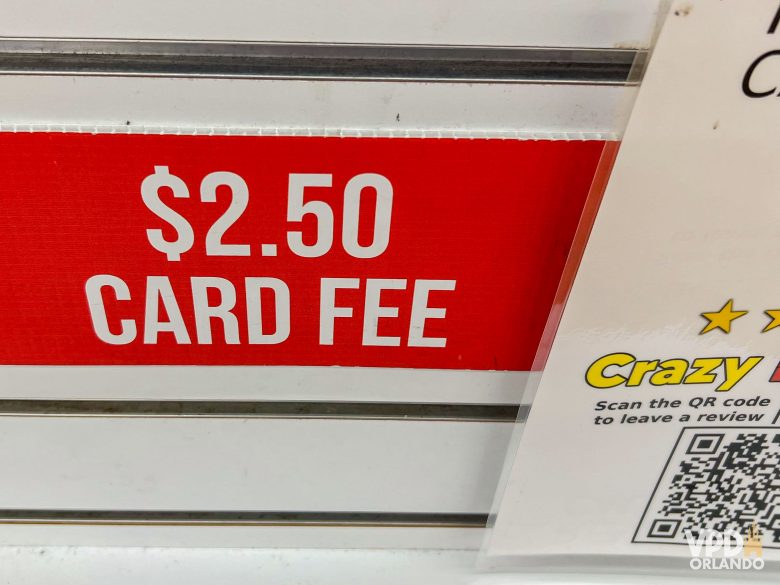 $2.50
CARD FEE
Crazy
Scan the QR code
to leave a review
VPD
ORLANDO